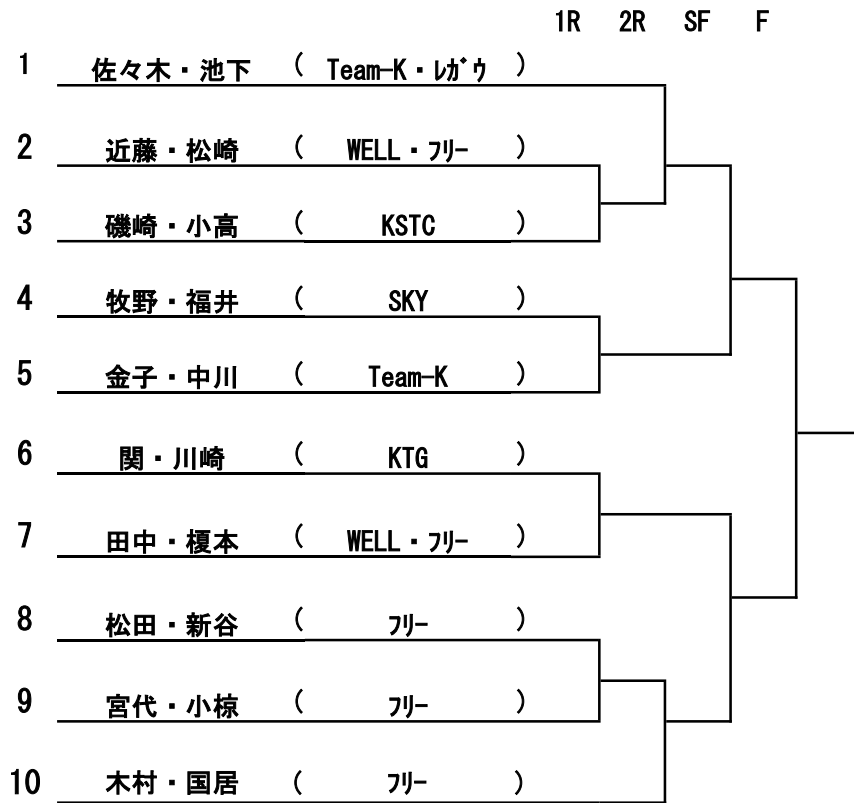 1R 2R SF F
1 佐々木・池下 ( Team-K・ﾚｶﾞｳ )
2 近藤・松崎 ( WELL・ﾌﾘｰ )
3 磯崎・小高 ( KSTC )
4 牧野・福井 ( SKY )
5 金子・中川 ( Team-K )
6 関・川崎 ( KTG )
7 田中・榎本 ( WELL・ﾌﾘｰ )
8 松田・新谷 ( ﾌﾘｰ )
9 宮代・小椋 ( ﾌﾘｰ )
10 木村・国居 ( ﾌﾘｰ )